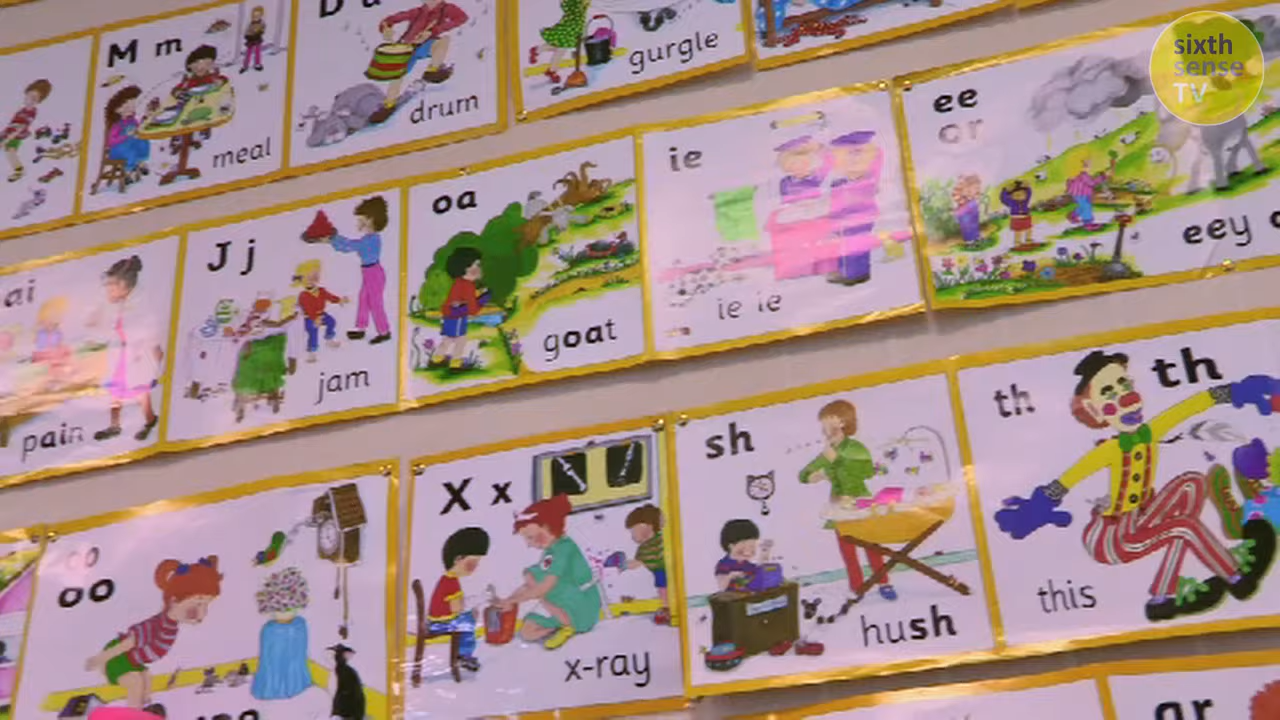 M m
meal
drum
gurgle
sixth
sense
TV
ai
pain
J j
jam
oa
goat
ie
ie ie
ee
or
eey
oo
oo
X x
x-ray
sh
hush
th
th
this
ar